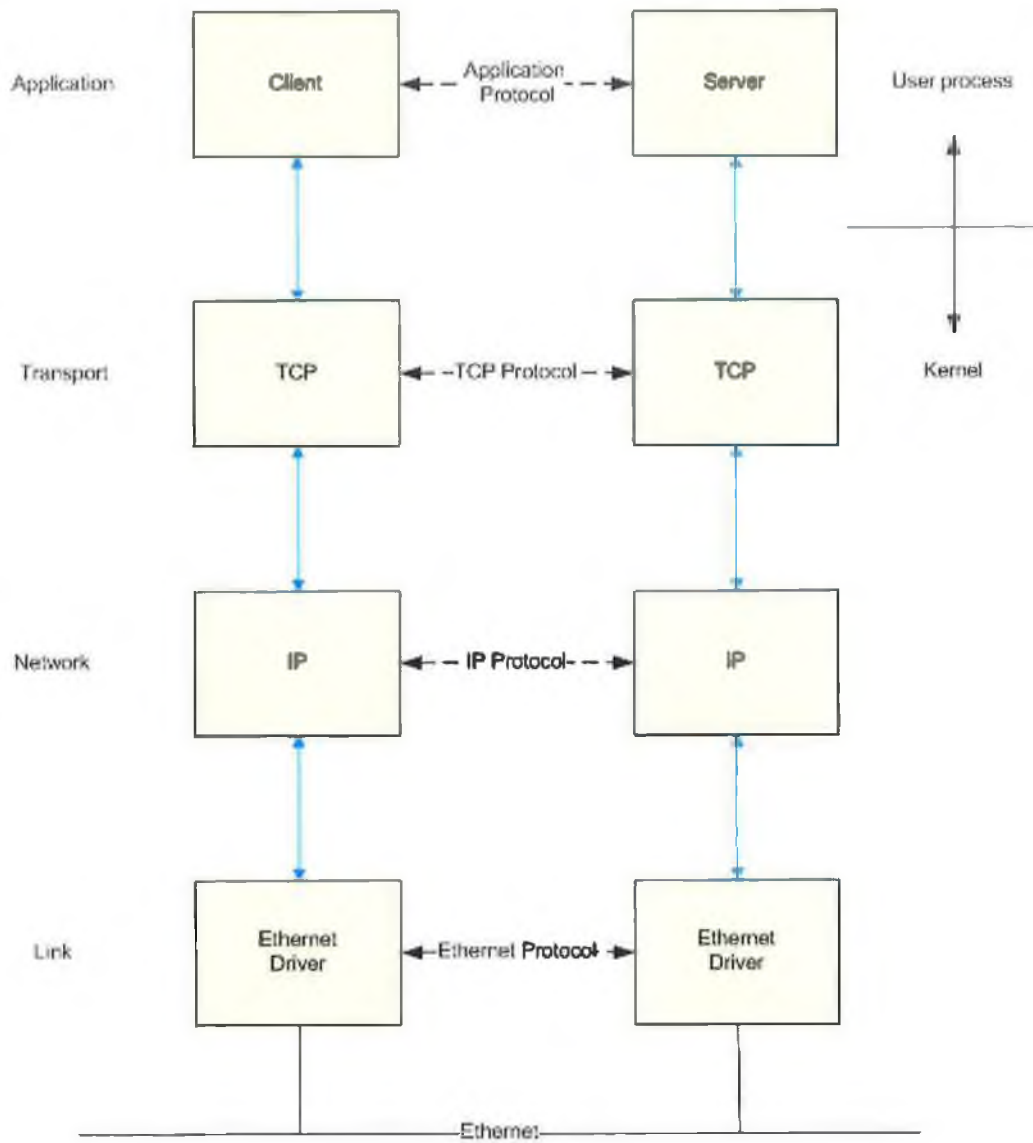 Application
Client
Application
Protocol
Server
User process
Transport
TCP
TCP Protocol
TCP
Kernel
Network
IP
IP Protocol
IP
Link
Ethernet
Driver
Ethernet Protocol
Ethernet
Driver
Ethernet